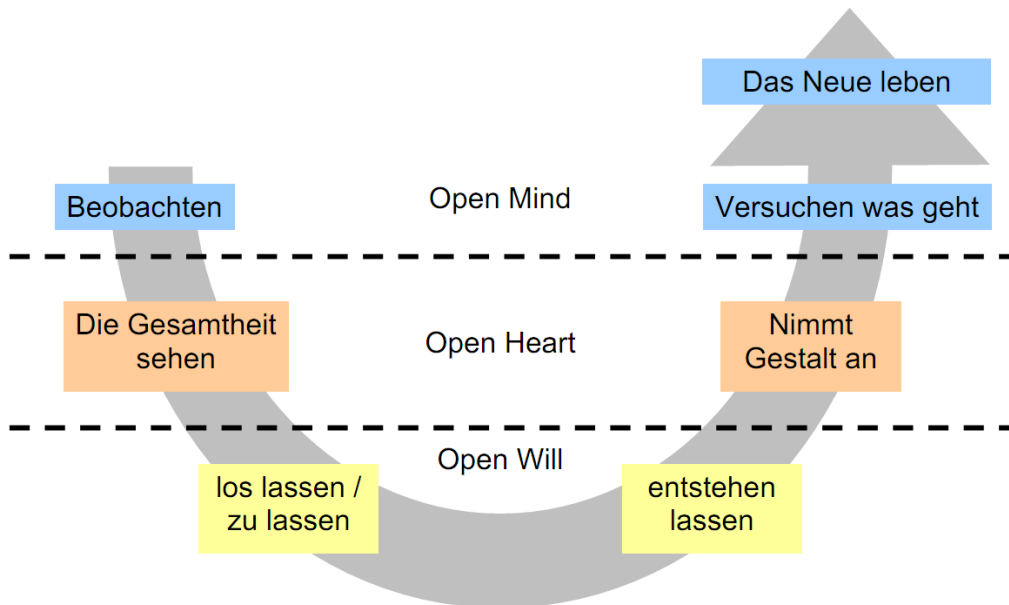 Das Neue leben
Beobachten
Open Mind
Versuchen was geht
Die Gesamtheit
sehen
Open Heart
Nimmt
Gestalt an
Open Will
los lassen /
zu lassen
entstehen
lassen